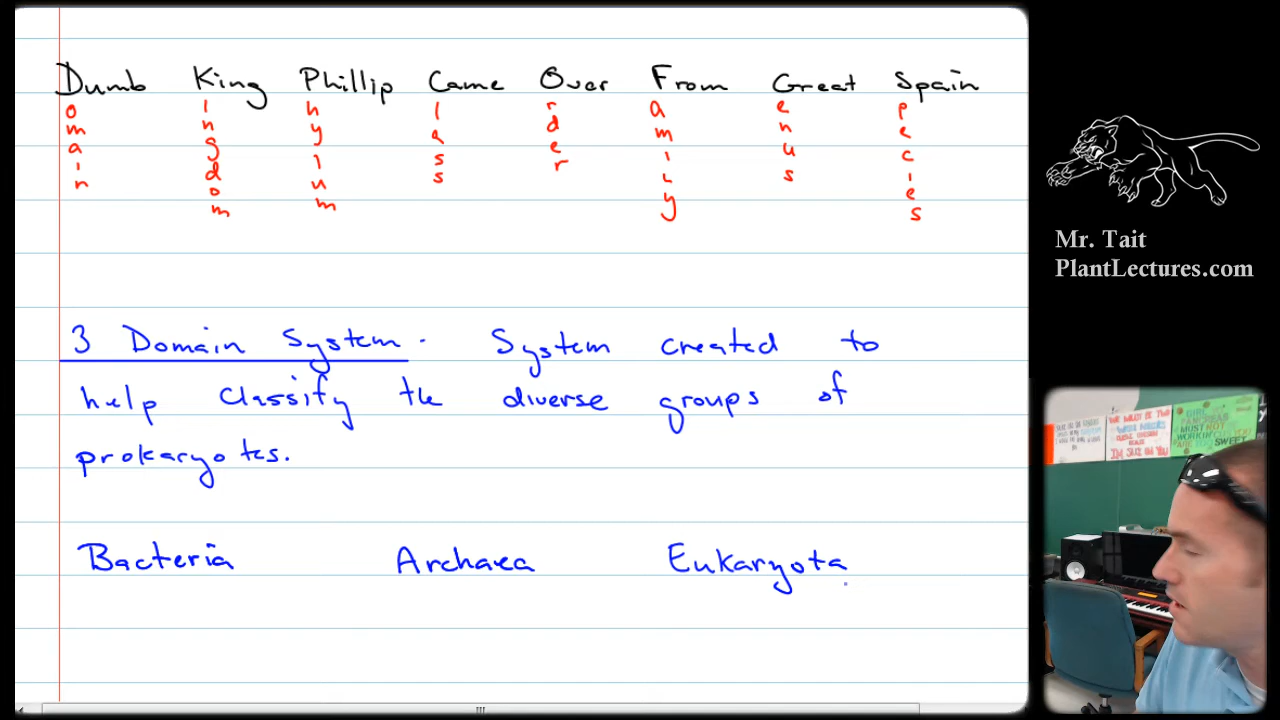 Dumb King Phillip Came Over From Great Spain
omain ingdom hylum lass rder amily enus pecies
3 Domain System. System created to
help classify the diverse groups of
prokaryotes.
Bacteria Archaea Eukaryota
Mr. Tait
PlantLectures.com